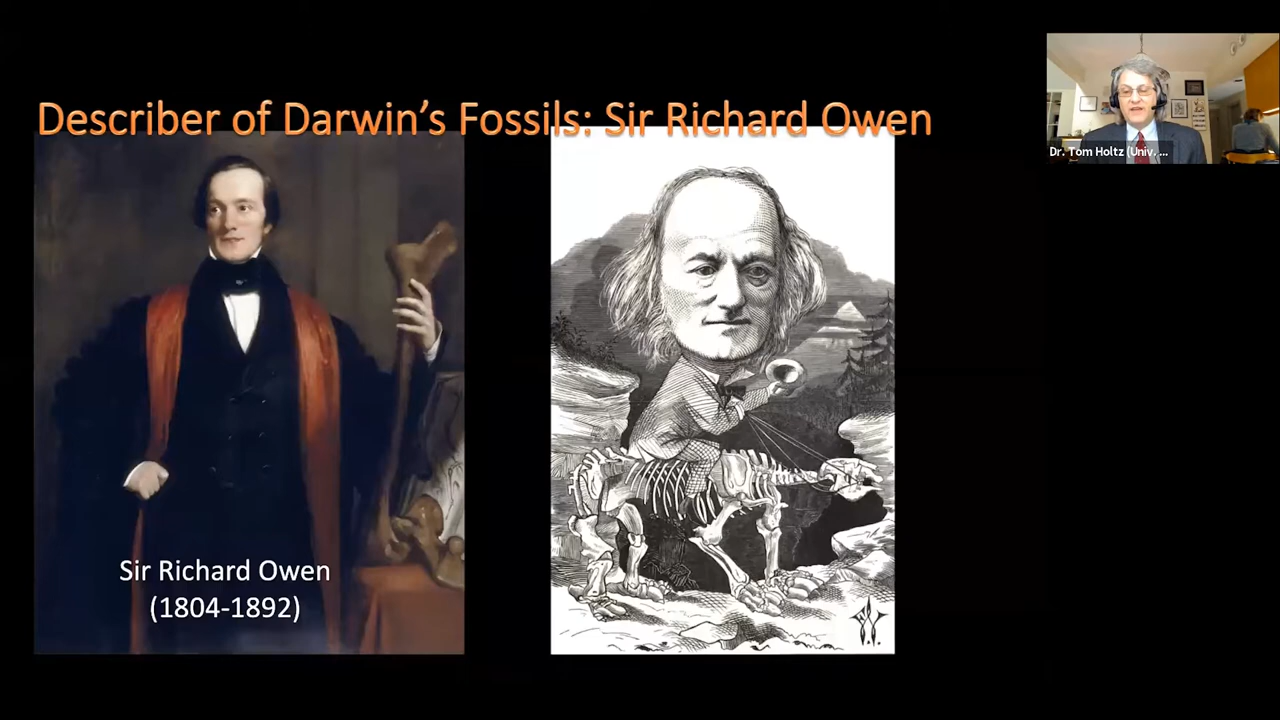 Describer of Darwin’s Fossils: Sir Richard Owen
Dr. Tom Holtz (Univ. ...
Sir Richard Owen
(1804-1892)